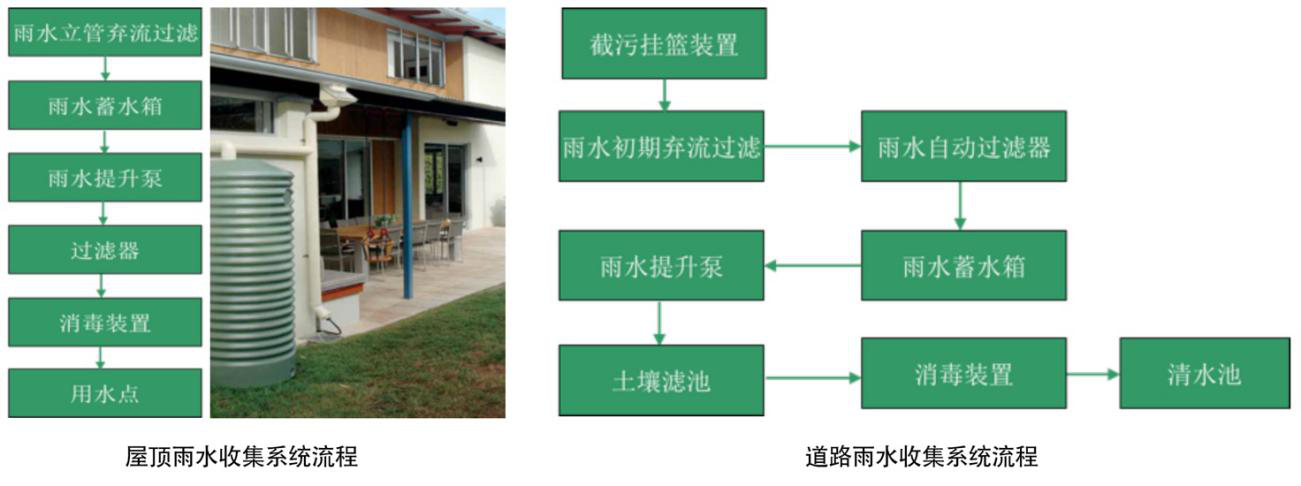 雨水立管弃流过滤
雨水蓄水箱
雨水提升泵
过滤器
消毒装置
用水点
屋顶雨水收集系统流程
截污挂篮装置
雨水初期弃流过滤
雨水自动过滤器
雨水蓄水箱
雨水提升泵
土壤滤池
消毒装置
清水池
道路雨水收集系统流程